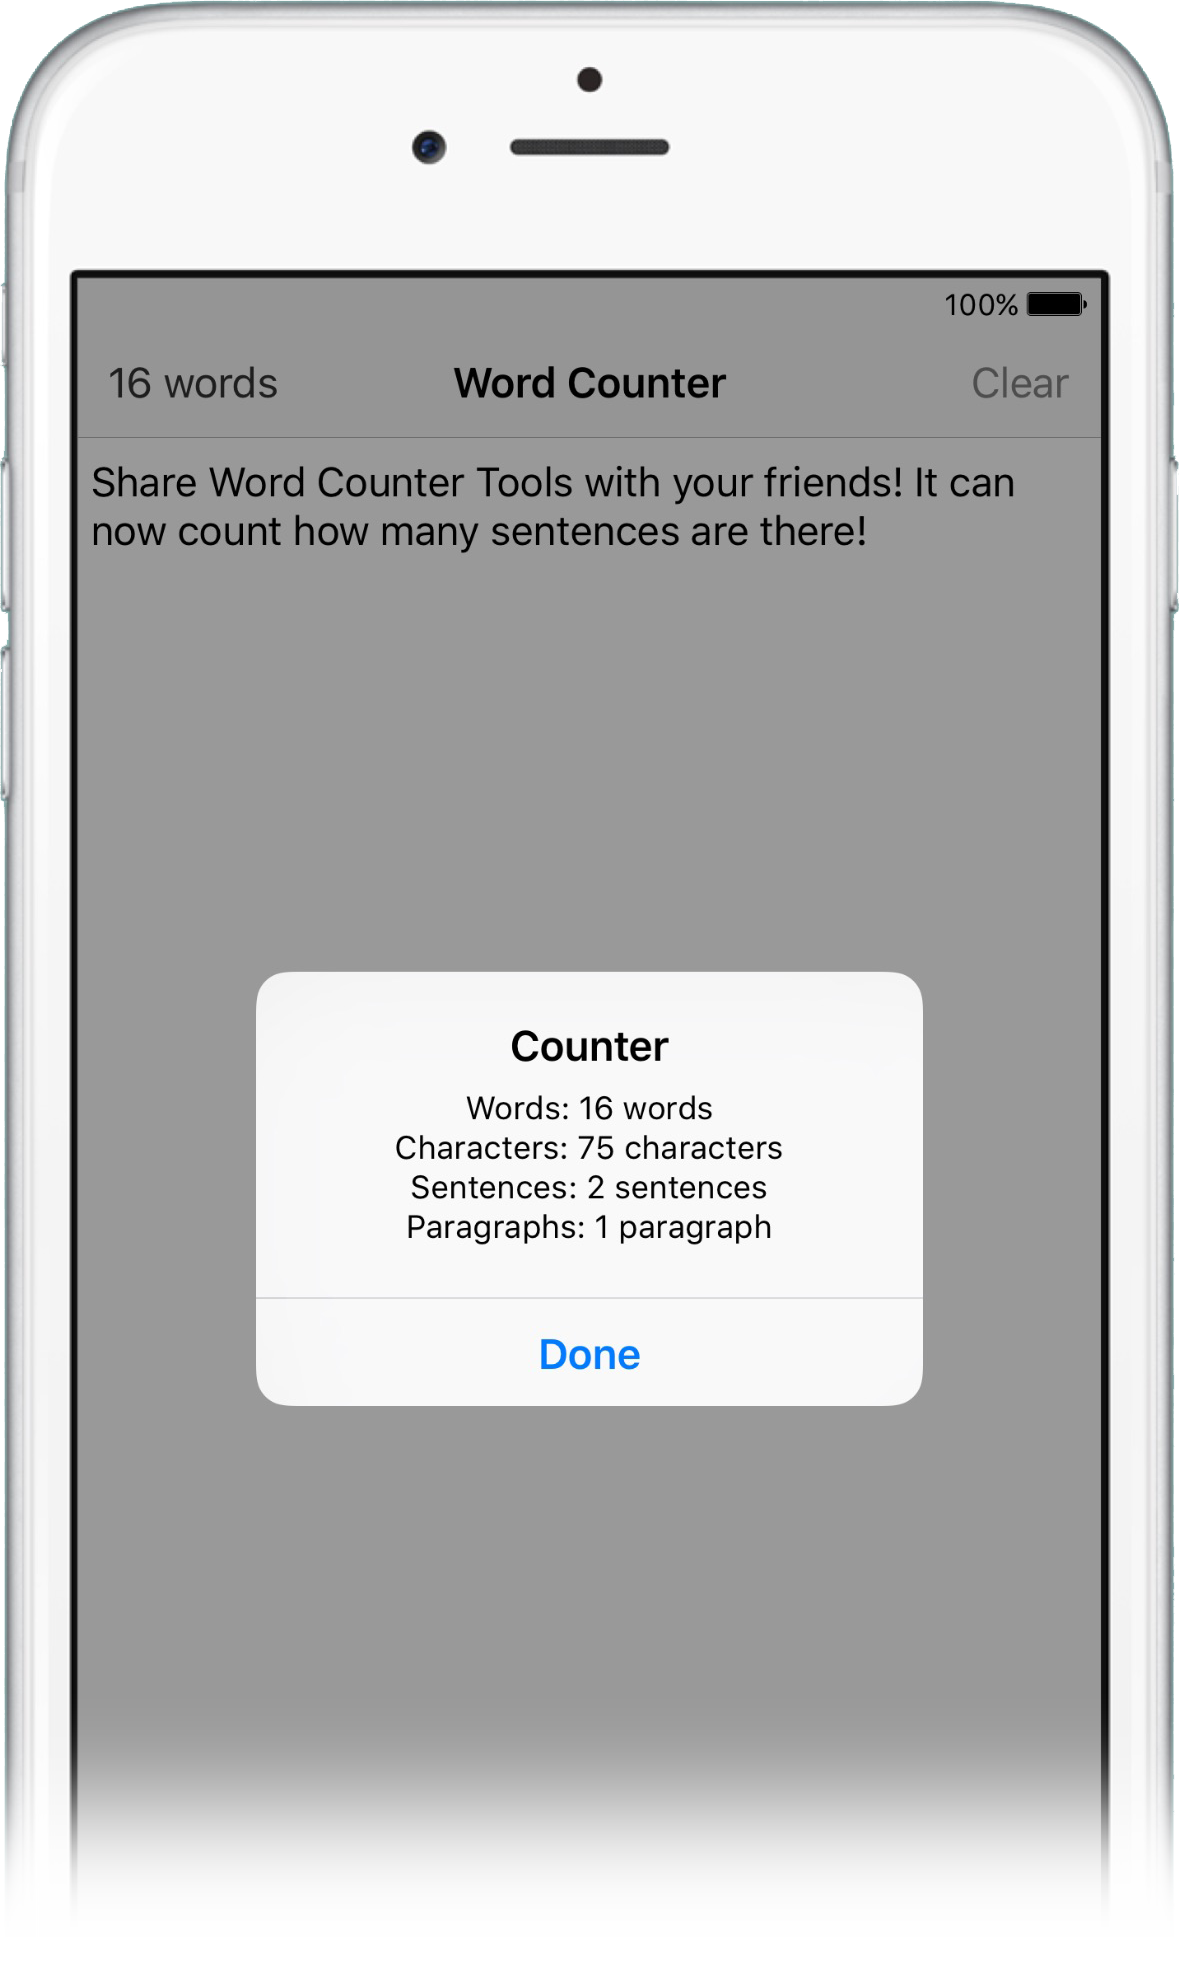 100%
16 words Word Counter Clear
Share Word Counter Tools with your friends! It can
now count how many sentences are there!
Counter
Words: 16 words
Characters: 75 characters
Sentences: 2 sentences
Paragraphs: 1 paragraph
Done